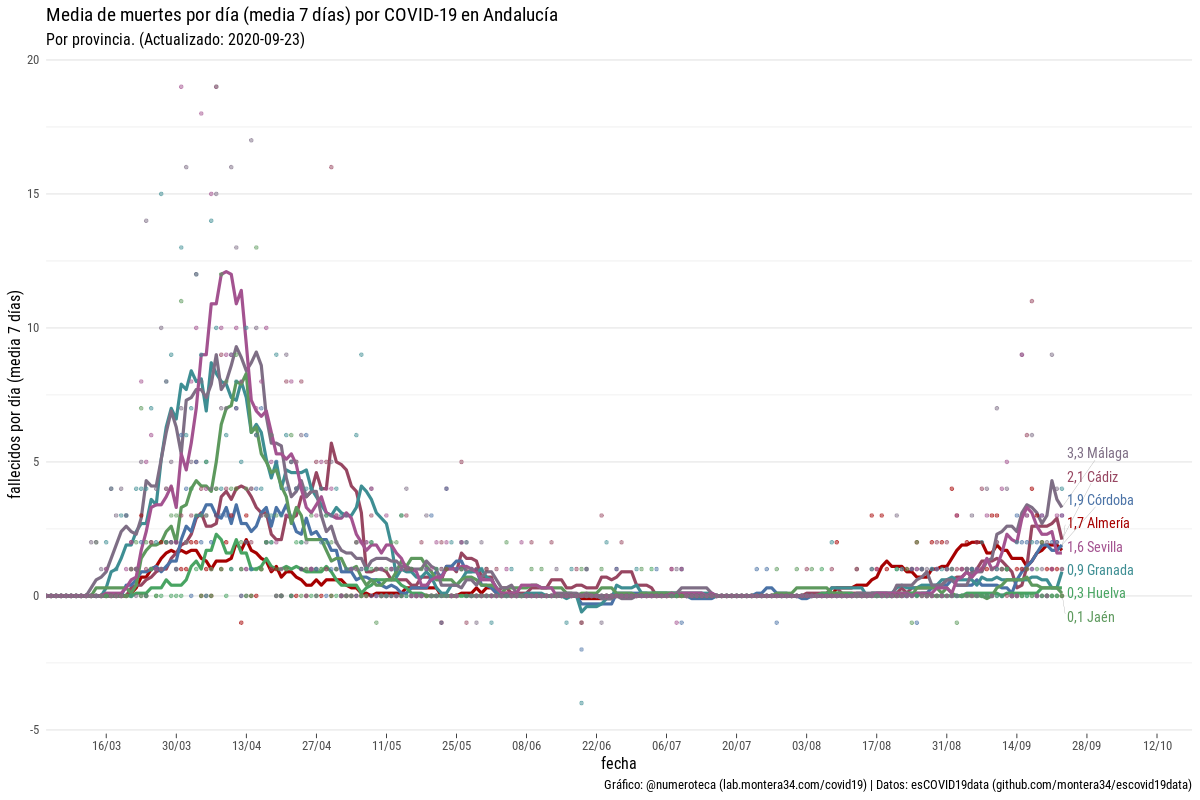 Media de muertes por día (media 7 días) por COVID-19 en Andalucía
Por provincia. (Actualizado: 2020-09-23)
fallecidos por día (media 7 días)
20
15
10
5
0
-5
3,3 Málaga
2,1 Cádiz
1,9 Córdoba
1,7 Almería
1,6 Sevilla
0,9 Granada
0,3 Huelva
0,1 Jaén
16/03 30/03 13/04 27/04 11/05 25/05 08/06 22/06 06/07 20/07 03/08 17/08 31/08 14/09 28/09 12/10
fecha
Gráfico: @numeroteca (lab.montera34.com/covid19) | Datos: esCOVID19data (github.com/montera34/escovid19data)